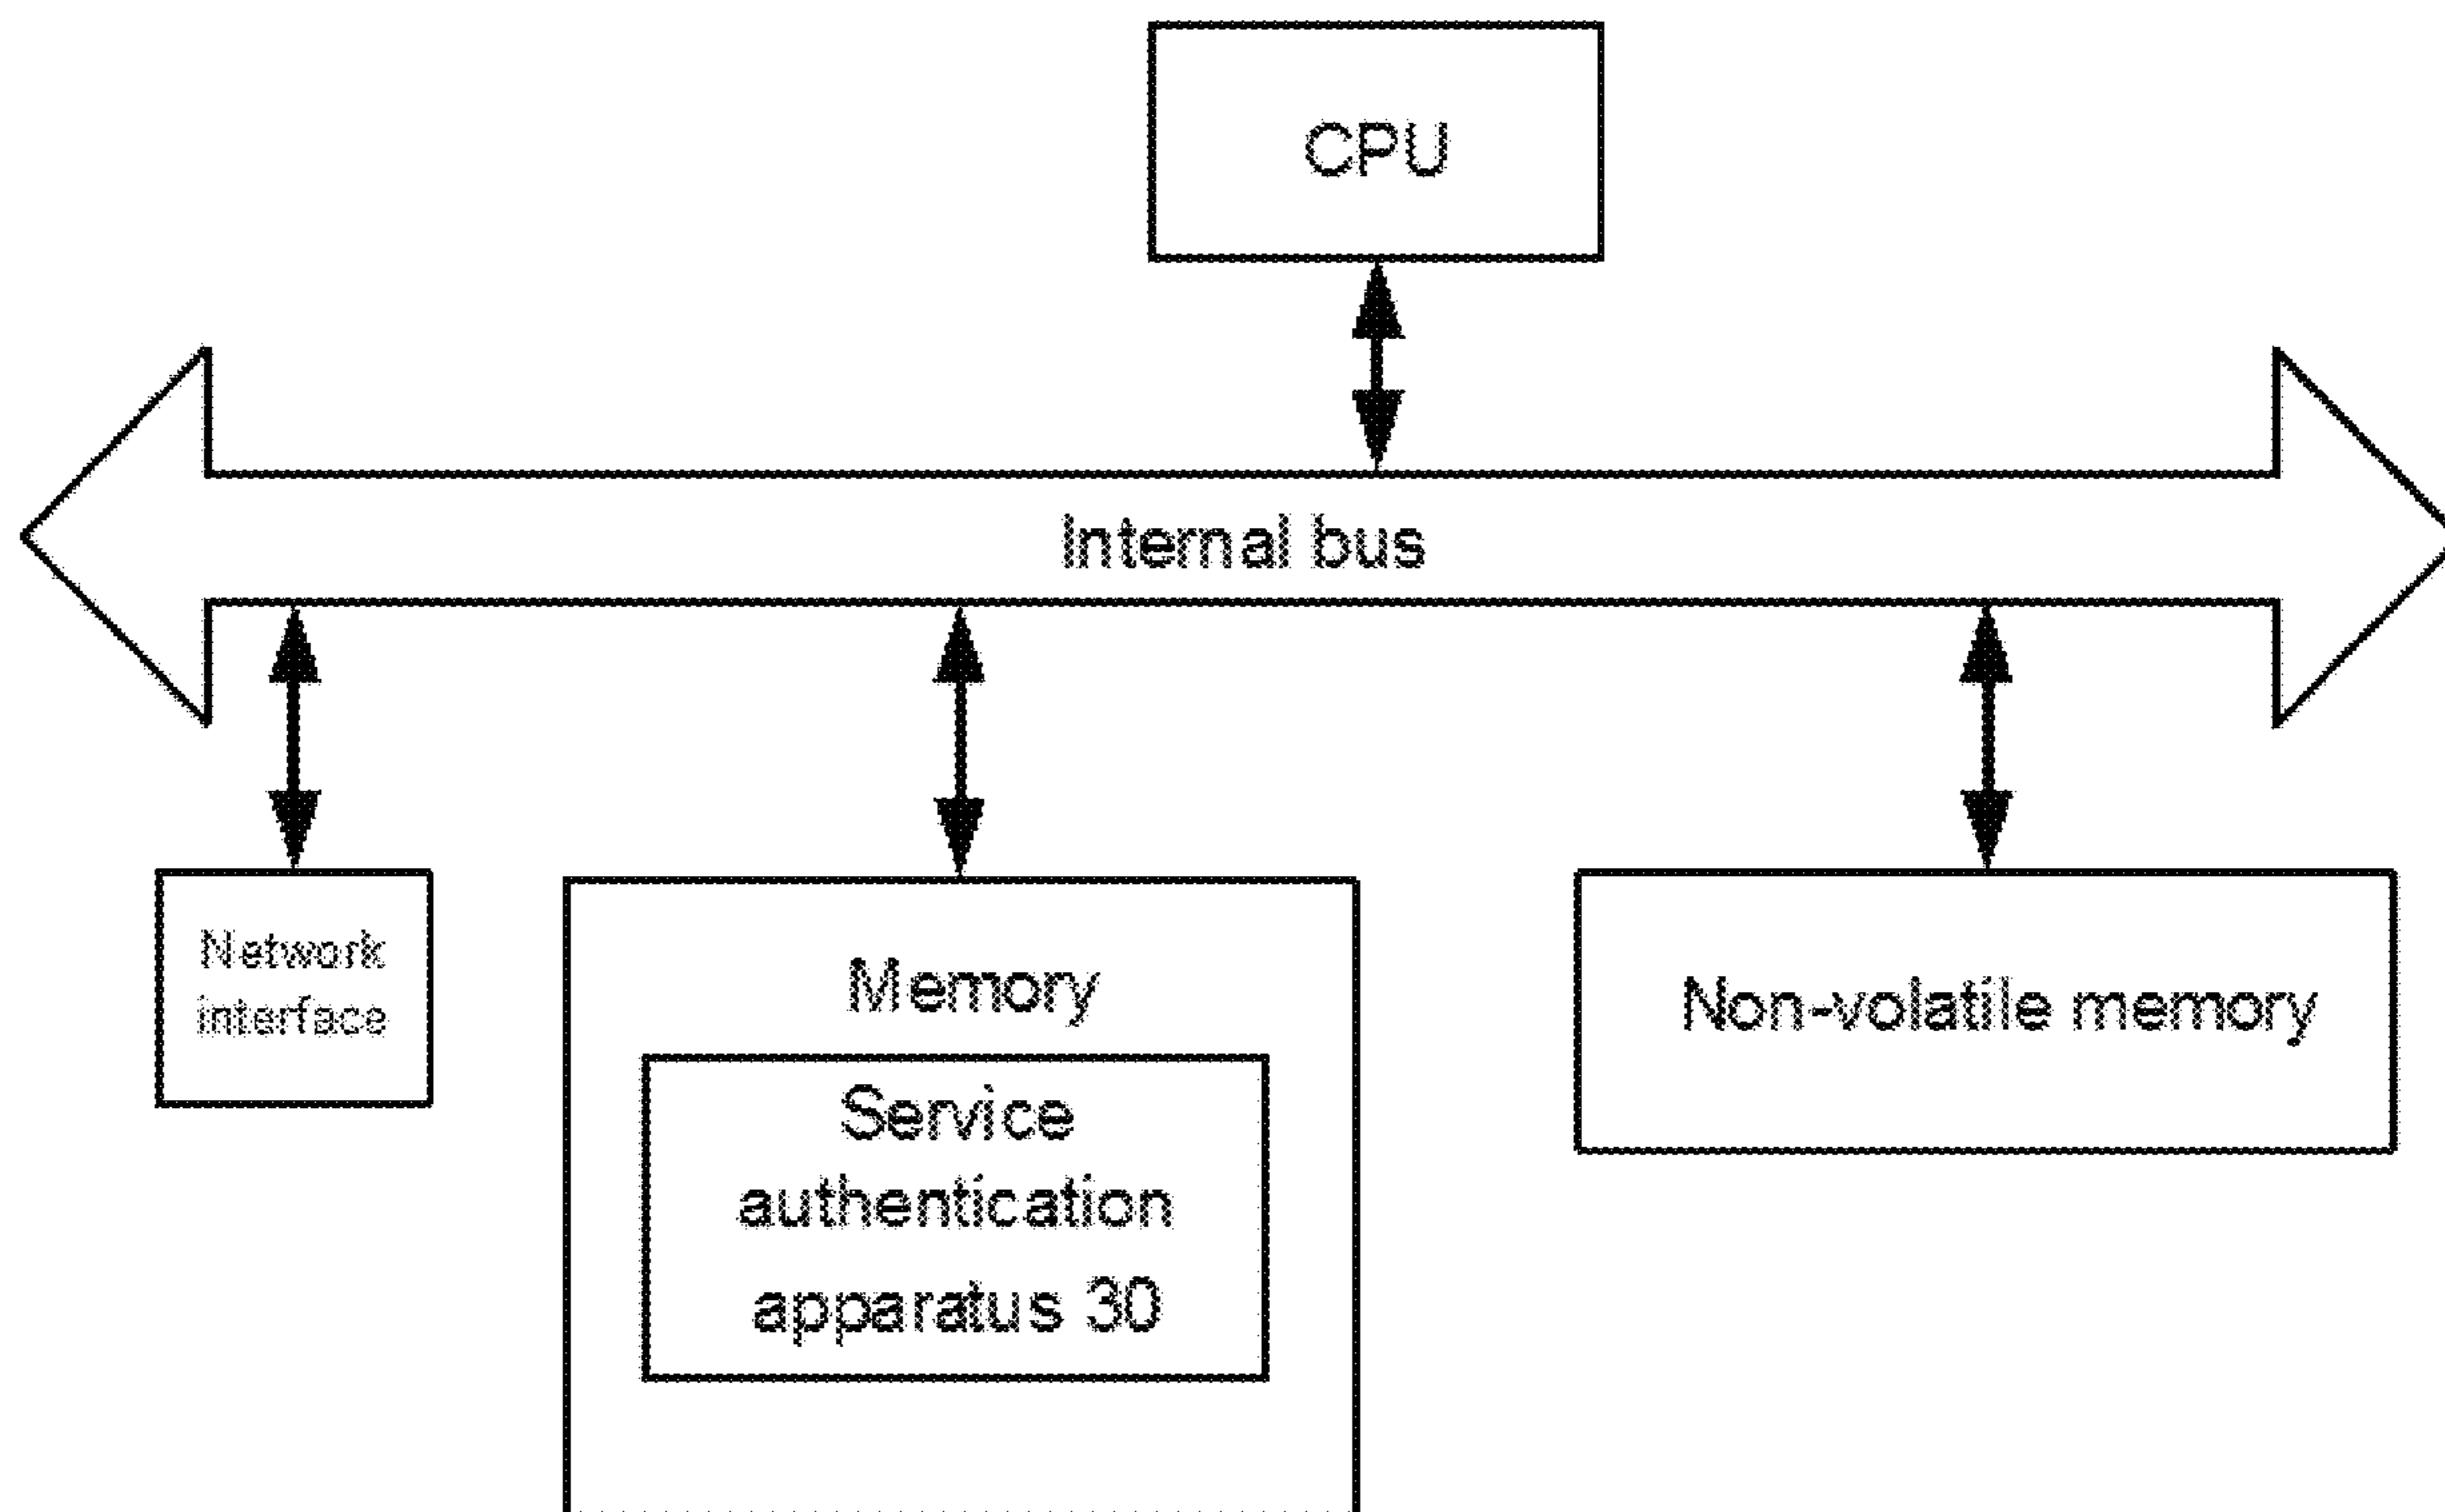 CPU
Internal bus
Network
interface
Memory
Service
authentication
apparatus 30
Non-volatile memory